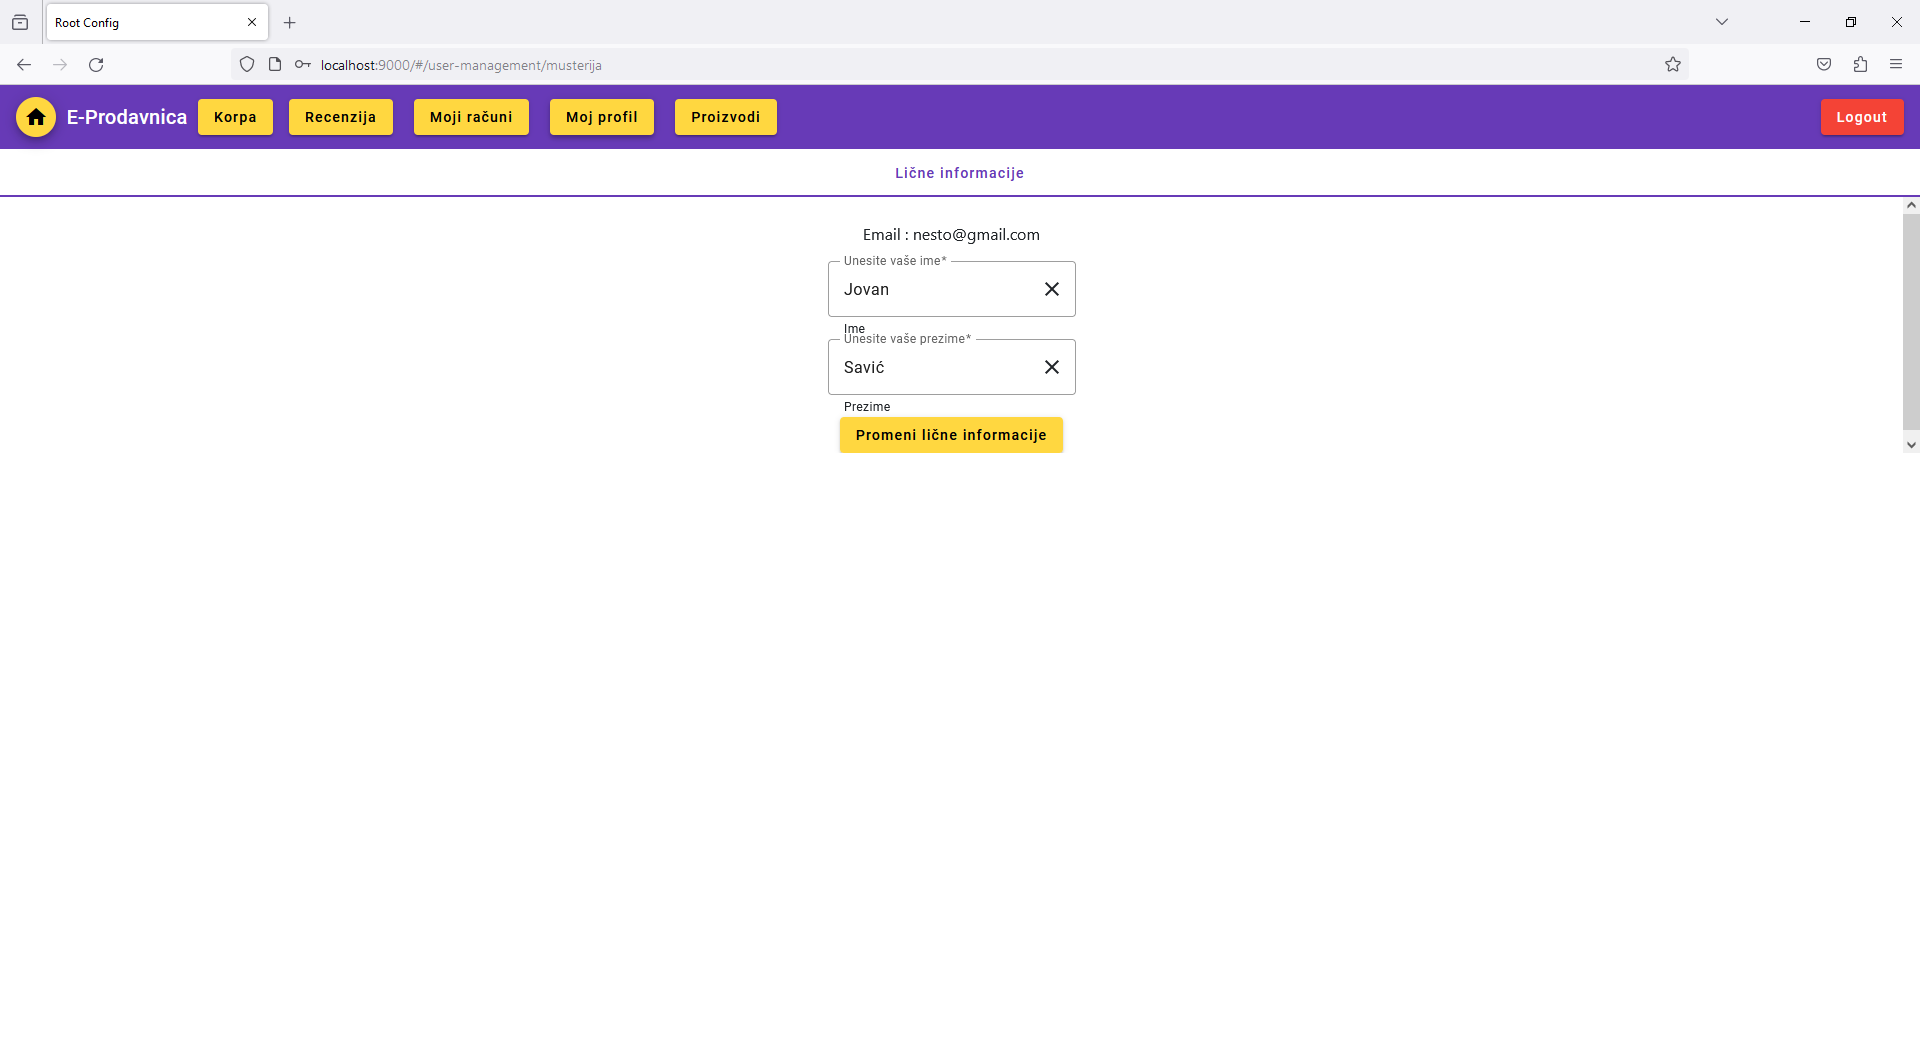 Root Config
localhost:9000/#/user-management/musterija
E-Prodavnica Korpa Recenzija Moji računi Moj profil Proizvodi Logout
Lične informacije
Email : nesto@gmail.com
Unesite vaše ime*
Jovan
Ime
Unesite vaše prezime*
Savić
Prezime
Promeni lične informacije